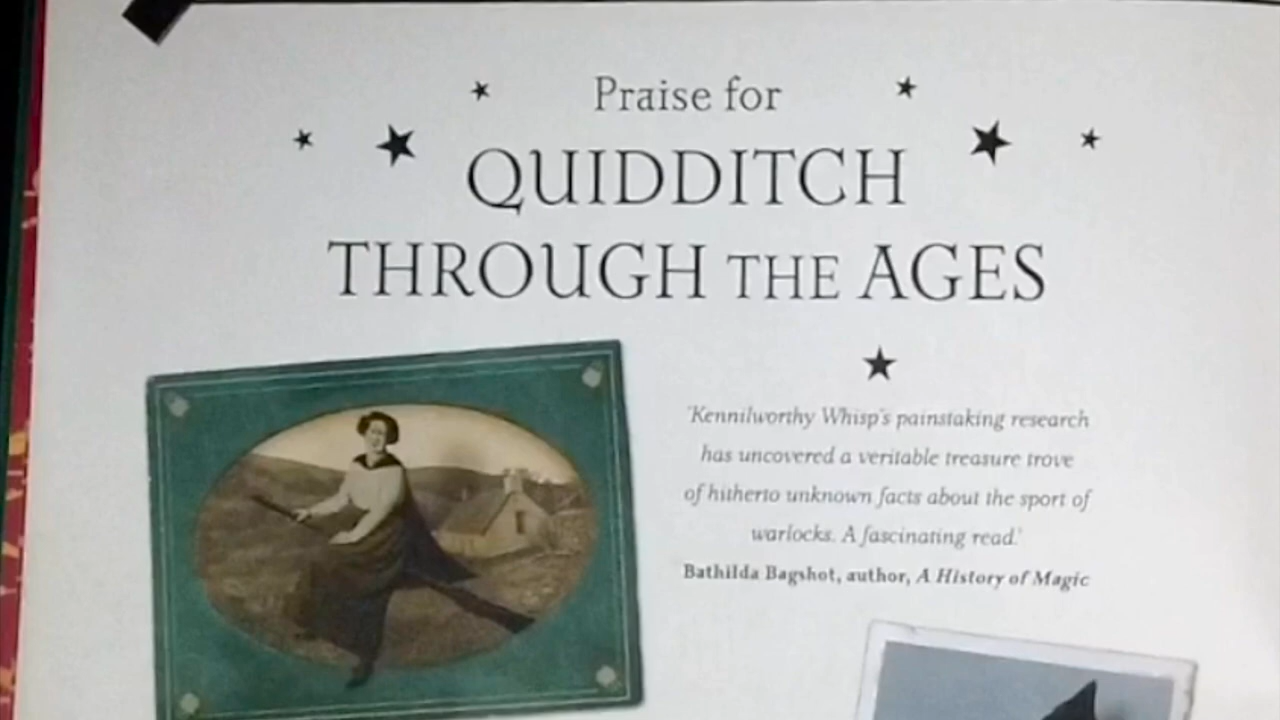 Praise for
QUIDDITCH
THROUGH THE AGES
'Kennilworthy Whisp's painstaking research
has uncovered a veritable treasure trove
of hitherto unknown facts about the sport of
warlocks. A fascinating read.'
Bathilda Bagshot, author, A History of Magic